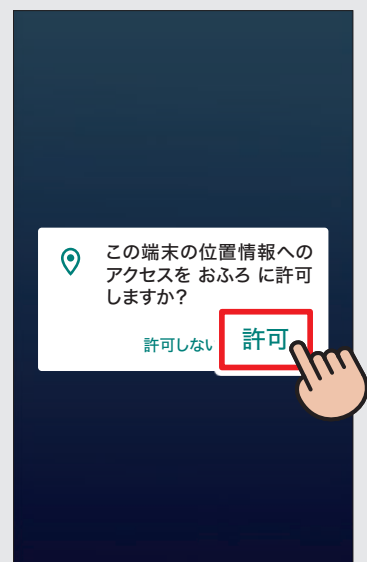 この端末の位置情報への
アクセスを おふろ に許可
しますか？
許可しない 許可